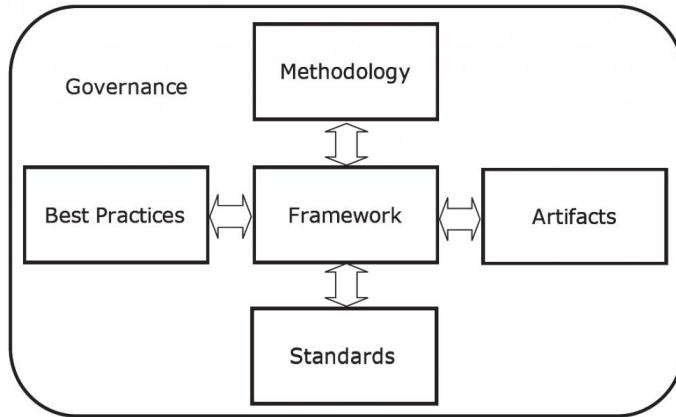 Methodology
Governance
Best Practices
Framework
Artifacts
Standards